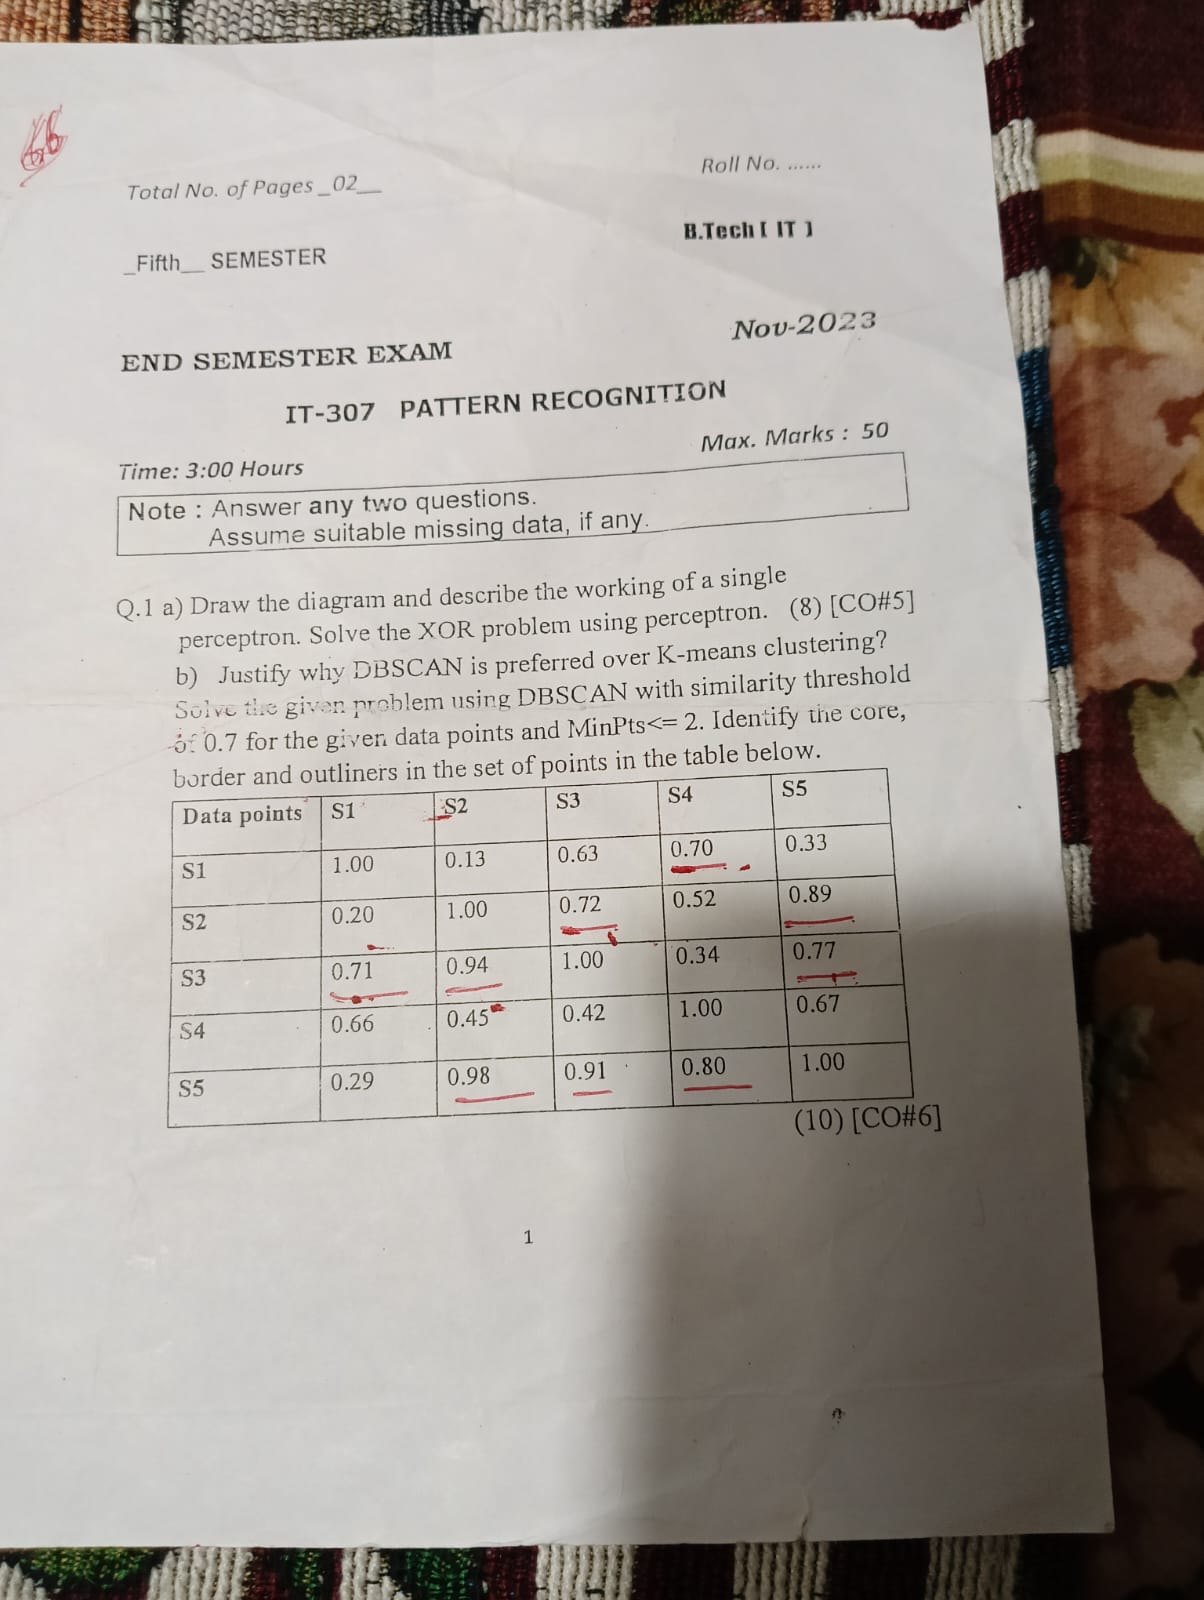 Total No. of Pages _02__
Roll No. ......
_Fifth__ SEMESTER
B.Tech [ IT ]
END SEMESTER EXAM
Nov-2023
IT-307 PATTERN RECOGNITION
Time: 3:00 Hours
Max. Marks : 50
Note : Answer any two questions.
Assume suitable missing data, if any.
Q.1 a) Draw the diagram and describe the working of a single
perceptron. Solve the XOR problem using perceptron. (8) [CO#5]
b) Justify why DBSCAN is preferred over K-means clustering?
Solve the given problem using DBSCAN with similarity threshold
of 0.7 for the given data points and MinPts<= 2. Identify the core,
border and outliners in the set of points in the table below.
Data points S1 S2 S3 S4 S5
S1 1.00 0.13 0.63 0.70 0.33
S2 0.20 1.00 0.72 0.52 0.89
S3 0.71 0.94 1.00 0.34 0.77
S4 0.66 0.45 0.42 1.00 0.67
S5 0.29 0.98 0.91 0.80 1.00
(10) [CO#6]
1